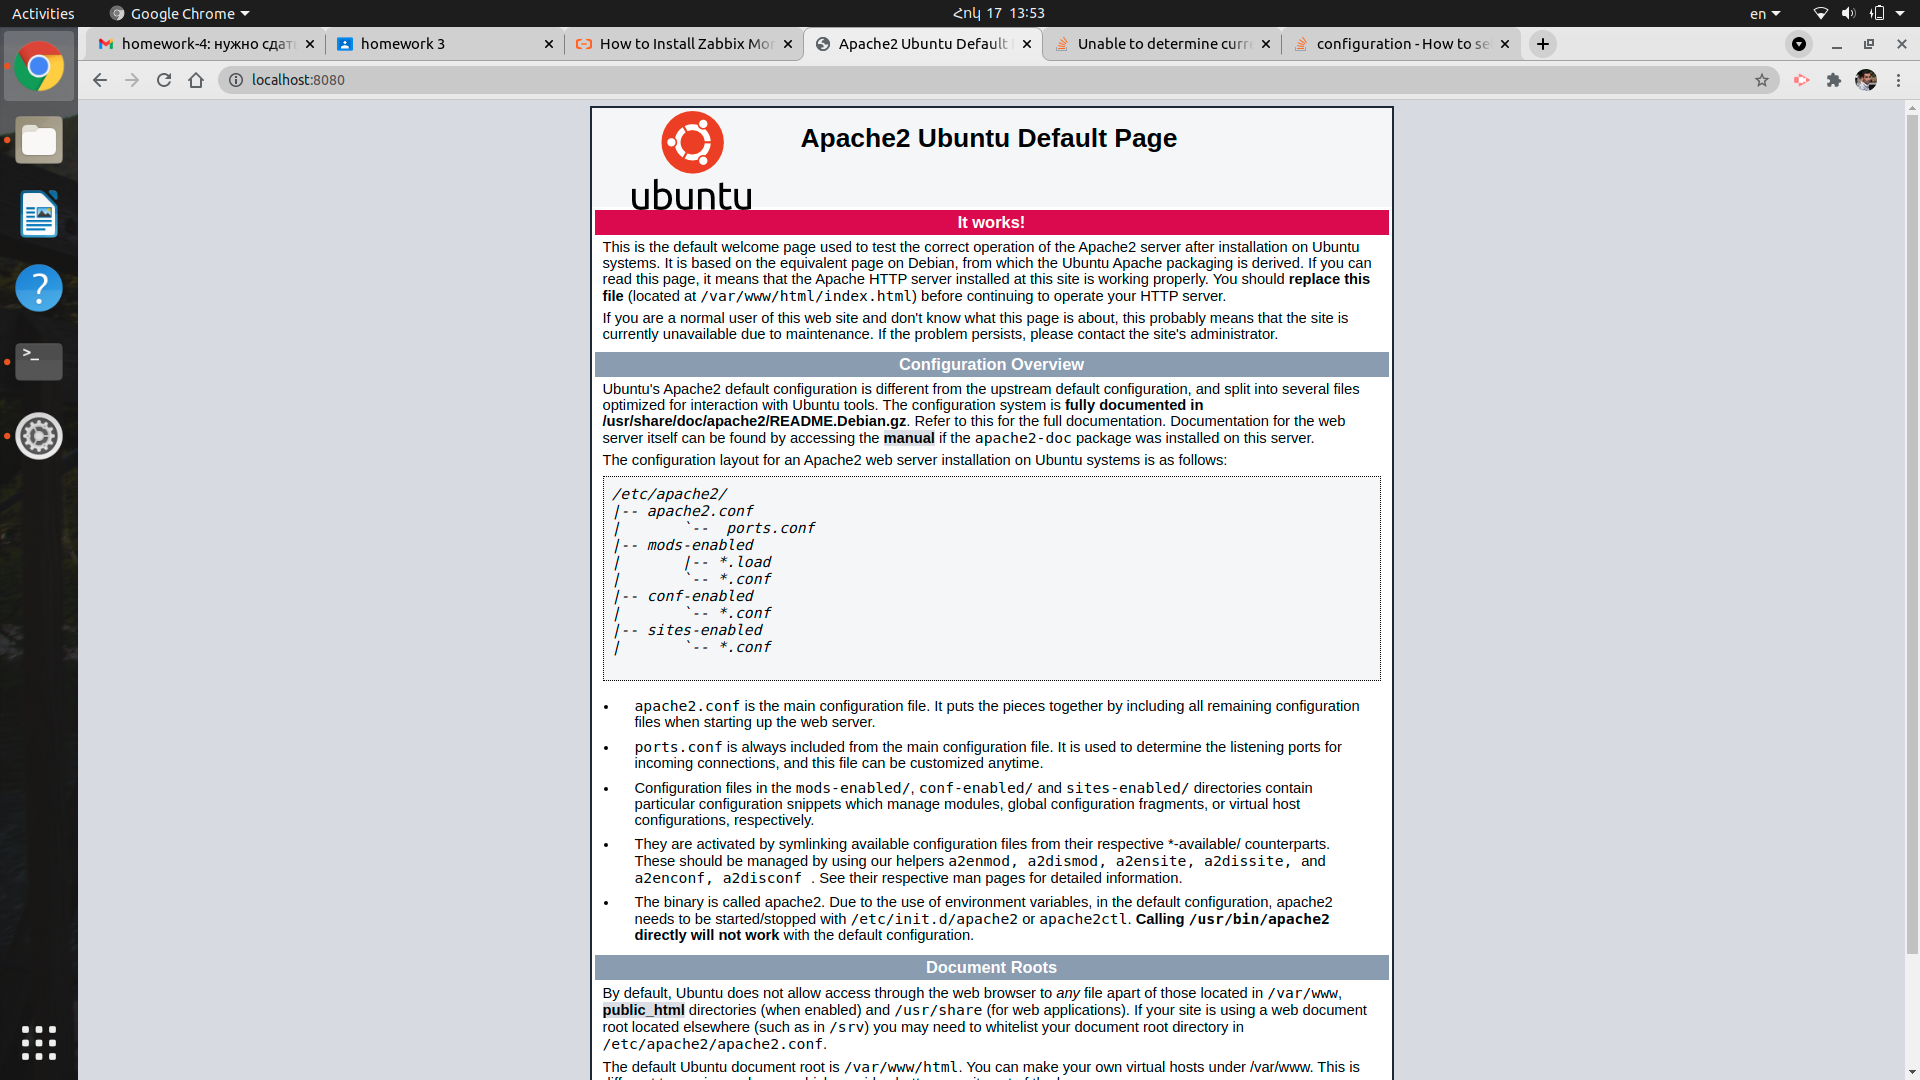 Activities
Google Chrome
Հնկ 17 13:53
en
homework-4: нужно сдат
homework 3
How to Install Zabbix Mo
Apache2 Ubuntu Default
Unable to determine curr
configuration - How to se
localhost:8080
ubuntu
Apache2 Ubuntu Default Page
It works!
This is the default welcome page used to test the correct operation of the Apache2 server after installation on Ubuntu
systems. It is based on the equivalent page on Debian, from which the Ubuntu Apache packaging is derived. If you can
read this page, it means that the Apache HTTP server installed at this site is working properly. You should replace this
file (located at /var/www/html/index.html) before continuing to operate your HTTP server.
If you are a normal user of this web site and don't know what this page is about, this probably means that the site is
currently unavailable due to maintenance. If the problem persists, please contact the site's administrator.
Configuration Overview
Ubuntu's Apache2 default configuration is different from the upstream default configuration, and split into several files
optimized for interaction with Ubuntu tools. The configuration system is fully documented in
/usr/share/doc/apache2/README.Debian.gz. Refer to this for the full documentation. Documentation for the web
server itself can be found by accessing the manual if the apache2-doc package was installed on this server.
The configuration layout for an Apache2 web server installation on Ubuntu systems is as follows:
/etc/apache2/
|-- apache2.conf
|       `--  ports.conf
|-- mods-enabled
|       |-- *.load
|       `-- *.conf
|-- conf-enabled
|       `-- *.conf
|-- sites-enabled
|       `-- *.conf
• apache2.conf is the main configuration file. It puts the pieces together by including all remaining configuration
files when starting up the web server.
• ports.conf is always included from the main configuration file. It is used to determine the listening ports for
incoming connections, and this file can be customized anytime.
• Configuration files in the mods-enabled/, conf-enabled/ and sites-enabled/ directories contain
particular configuration snippets which manage modules, global configuration fragments, or virtual host
configurations, respectively.
• They are activated by symlinking available configuration files from their respective *-available/ counterparts.
These should be managed by using our helpers a2enmod, a2dismod, a2ensite, a2dissite, and
a2enconf, a2disconf . See their respective man pages for detailed information.
• The binary is called apache2. Due to the use of environment variables, in the default configuration, apache2
needs to be started/stopped with /etc/init.d/apache2 or apache2ctl. Calling /usr/bin/apache2
directly will not work with the default configuration.
Document Roots
By default, Ubuntu does not allow access through the web browser to any file apart of those located in /var/www,
public_html directories (when enabled) and /usr/share (for web applications). If your site is using a web document
root located elsewhere (such as in /srv) you may need to whitelist your document root directory in
/etc/apache2/apache2.conf.
The default Ubuntu document root is /var/www/html. You can make your own virtual hosts under /var/www. This is